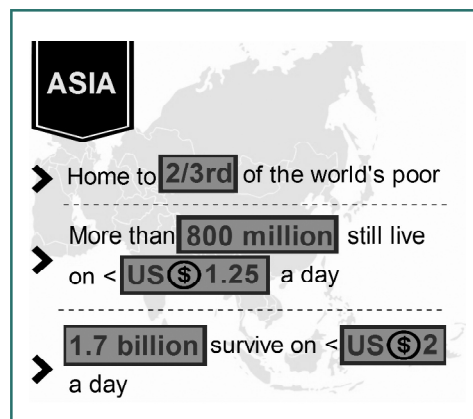 ASIA
Home to 2/3rd of the world's poor
More than 800 million still live
on < US$1.25 a day
1.7 billion survive on < US$2
a day